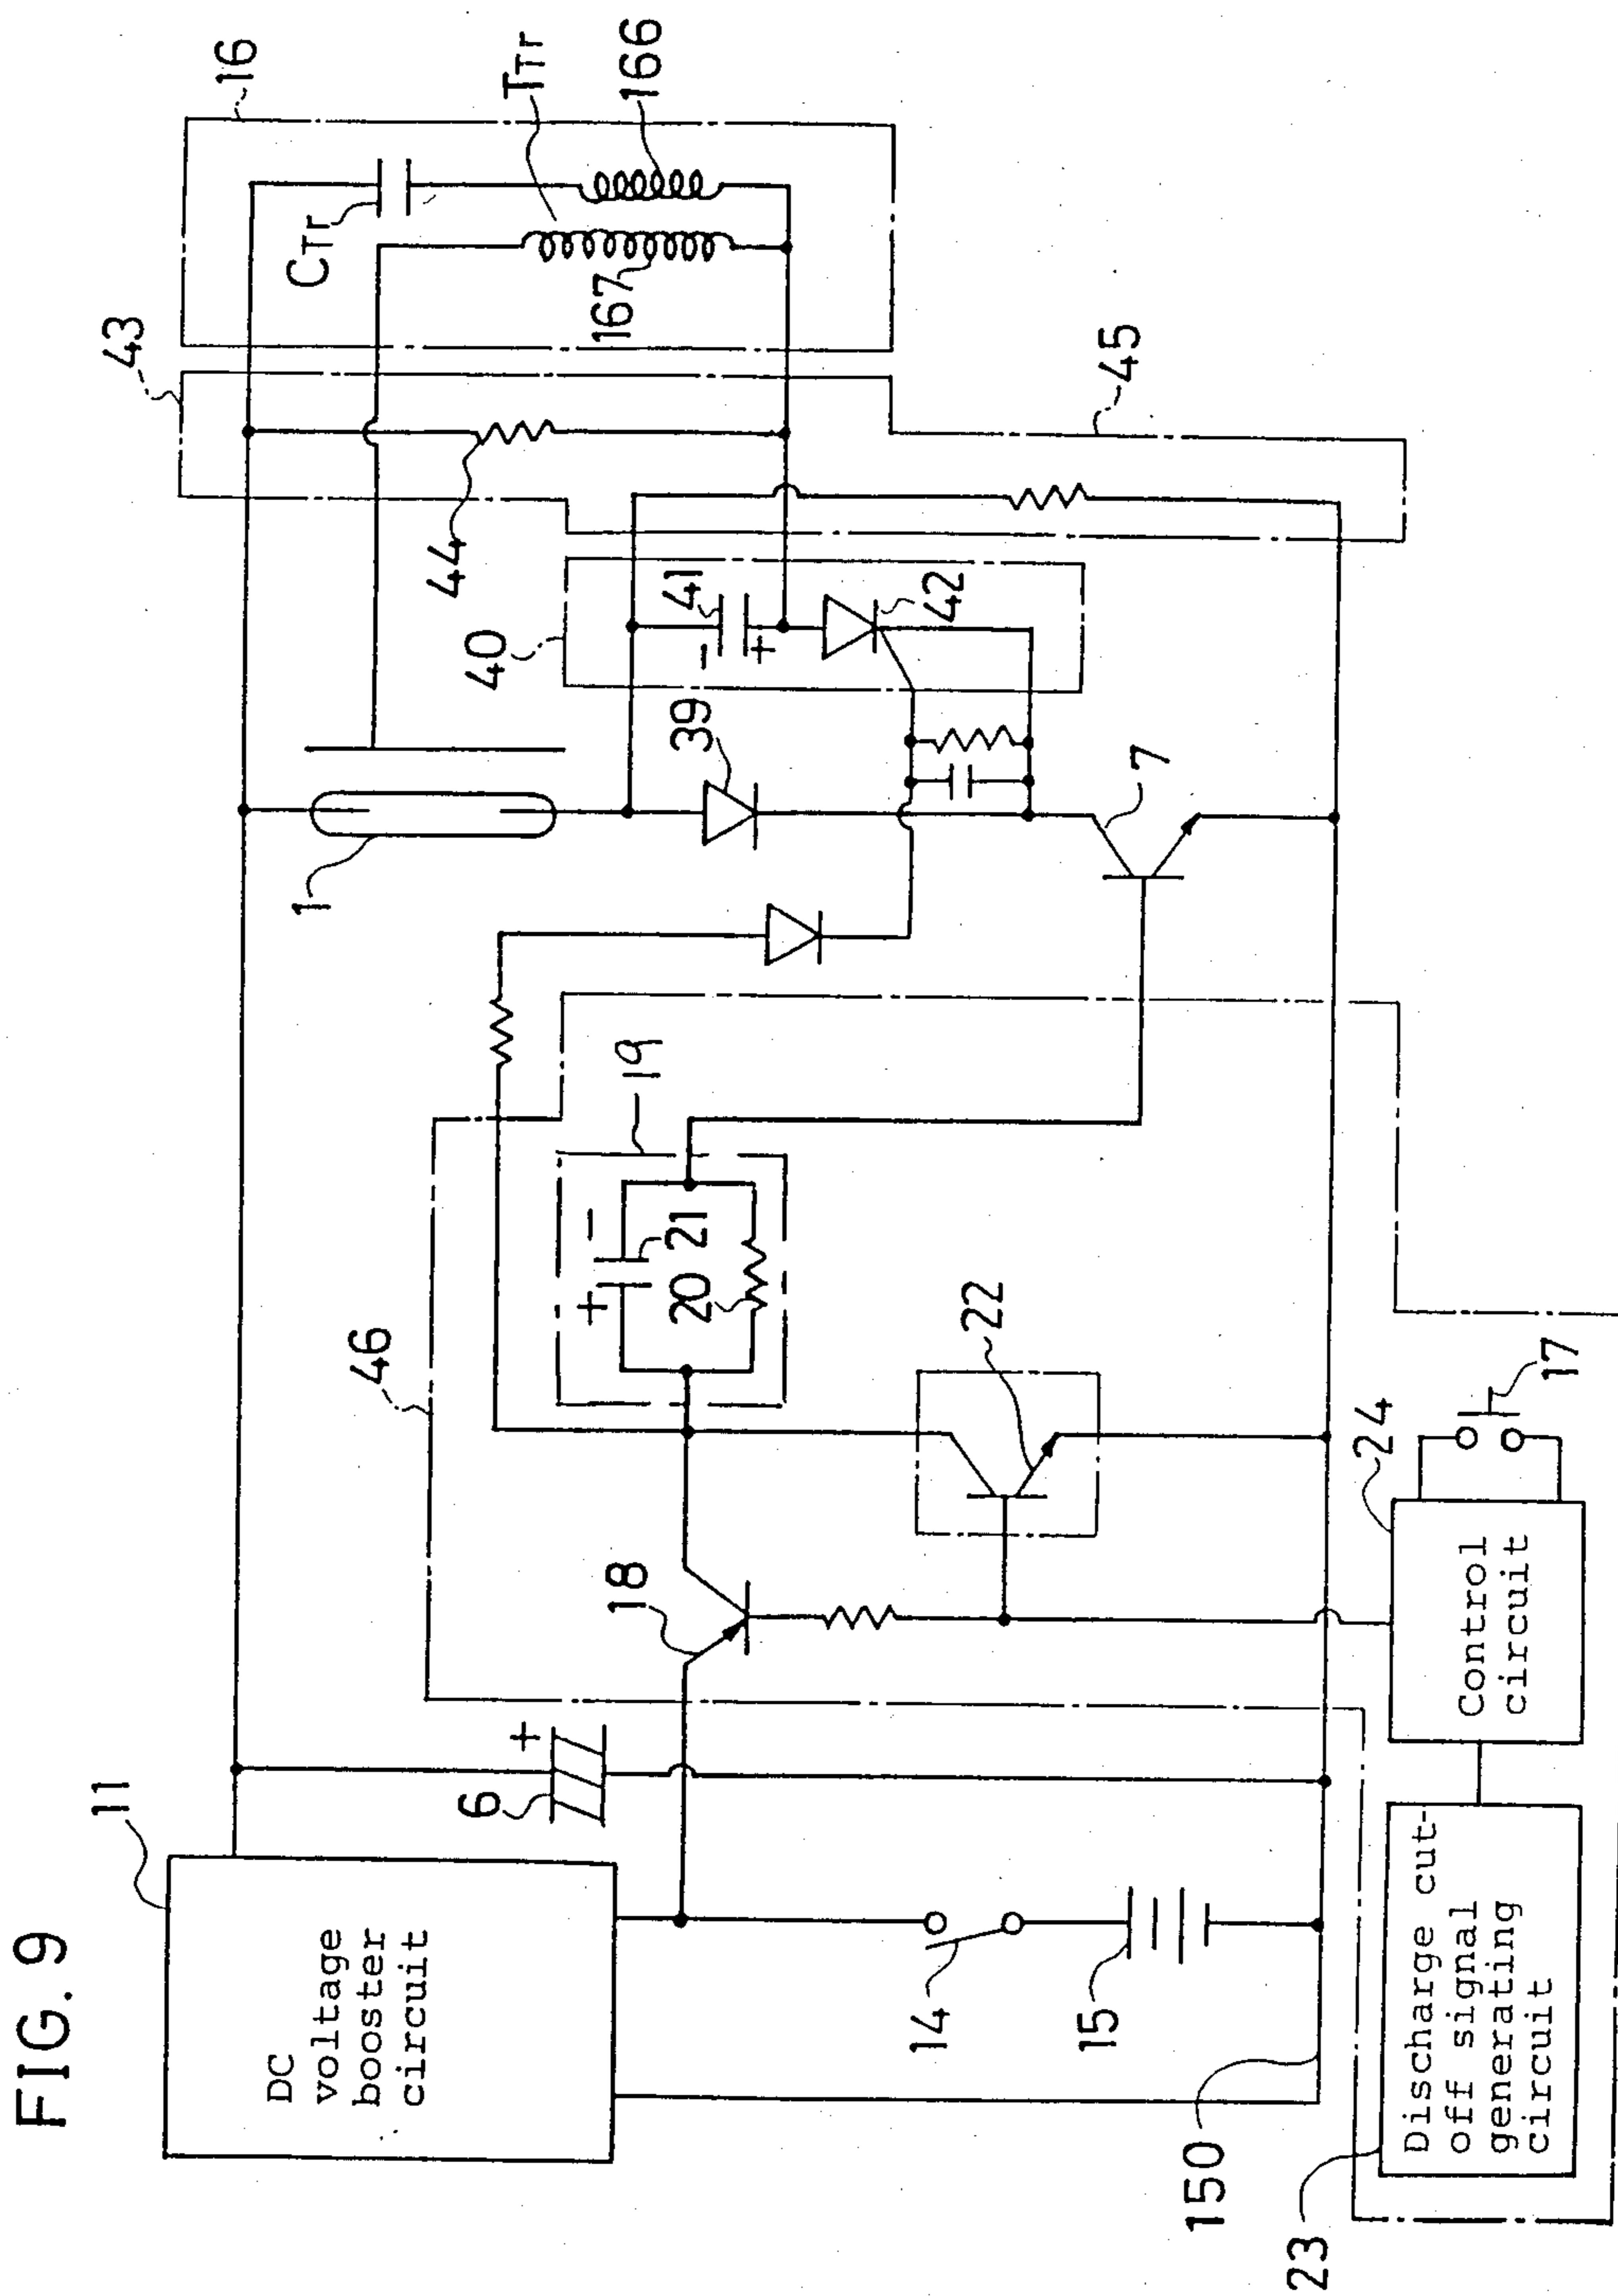 FIG. 9
11
DC
voltage
booster
circuit
6
+
14
15
150
23
Discharge cut-
off signal
generating
circuit
24
Control
circuit
17
46
18
22
19
+
-
21
20
1
39
7
40
-
41
+
42
43
44
45
16
CTr
TTr
166
167